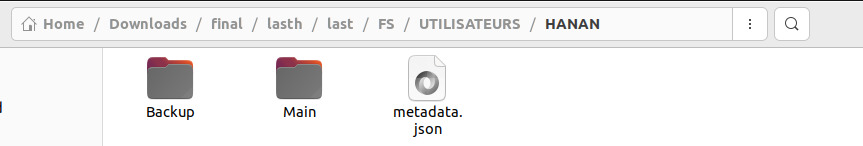 Home / Downloads / final / lasth / last / FS / UTILISATEURS / HANAN
Backup
Main
metadata.
json